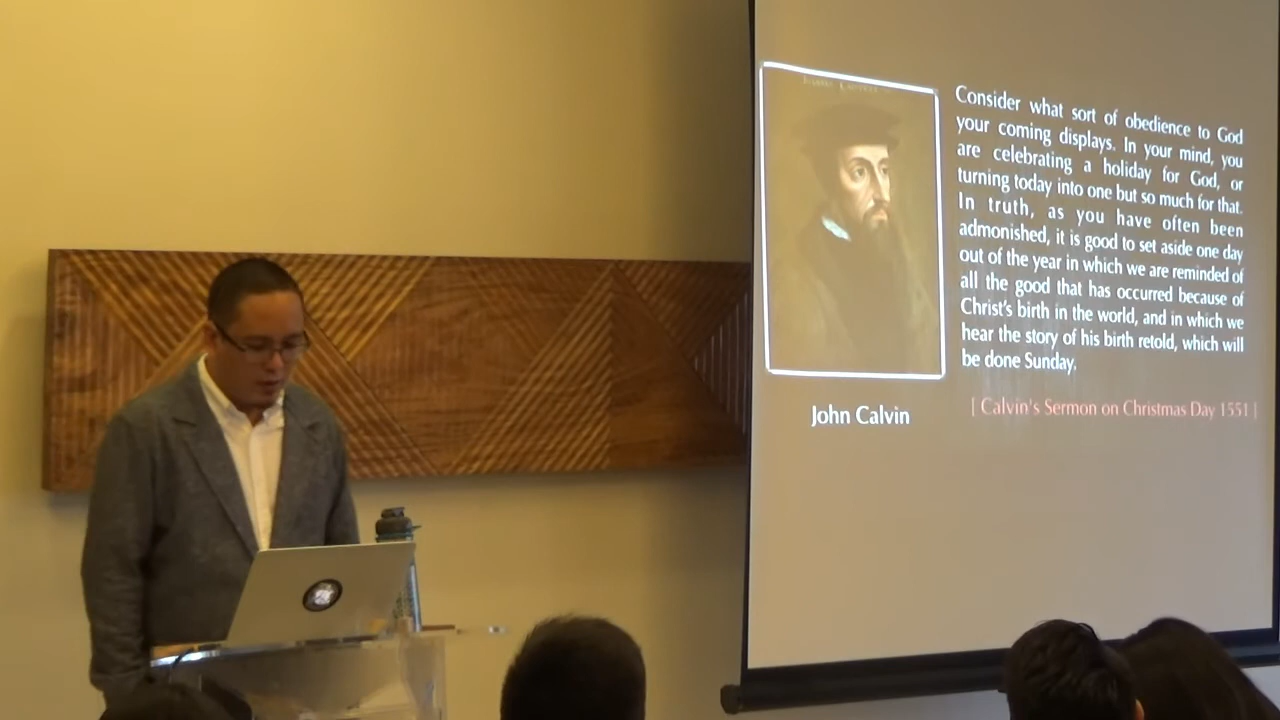 Consider what sort of obedience to God
your coming displays. In your mind, you
are celebrating a holiday for God, or
turning today into one but so much for that.
In truth, as you have often been
admonished, it is good to set aside one day
out of the year in which we are reminded of
all the good that has occurred because of
Christ's birth in the world, and in which we
hear the story of his birth retold, which will
be done Sunday.
[ Calvin's Sermon on Christmas Day 1551 ]
John Calvin